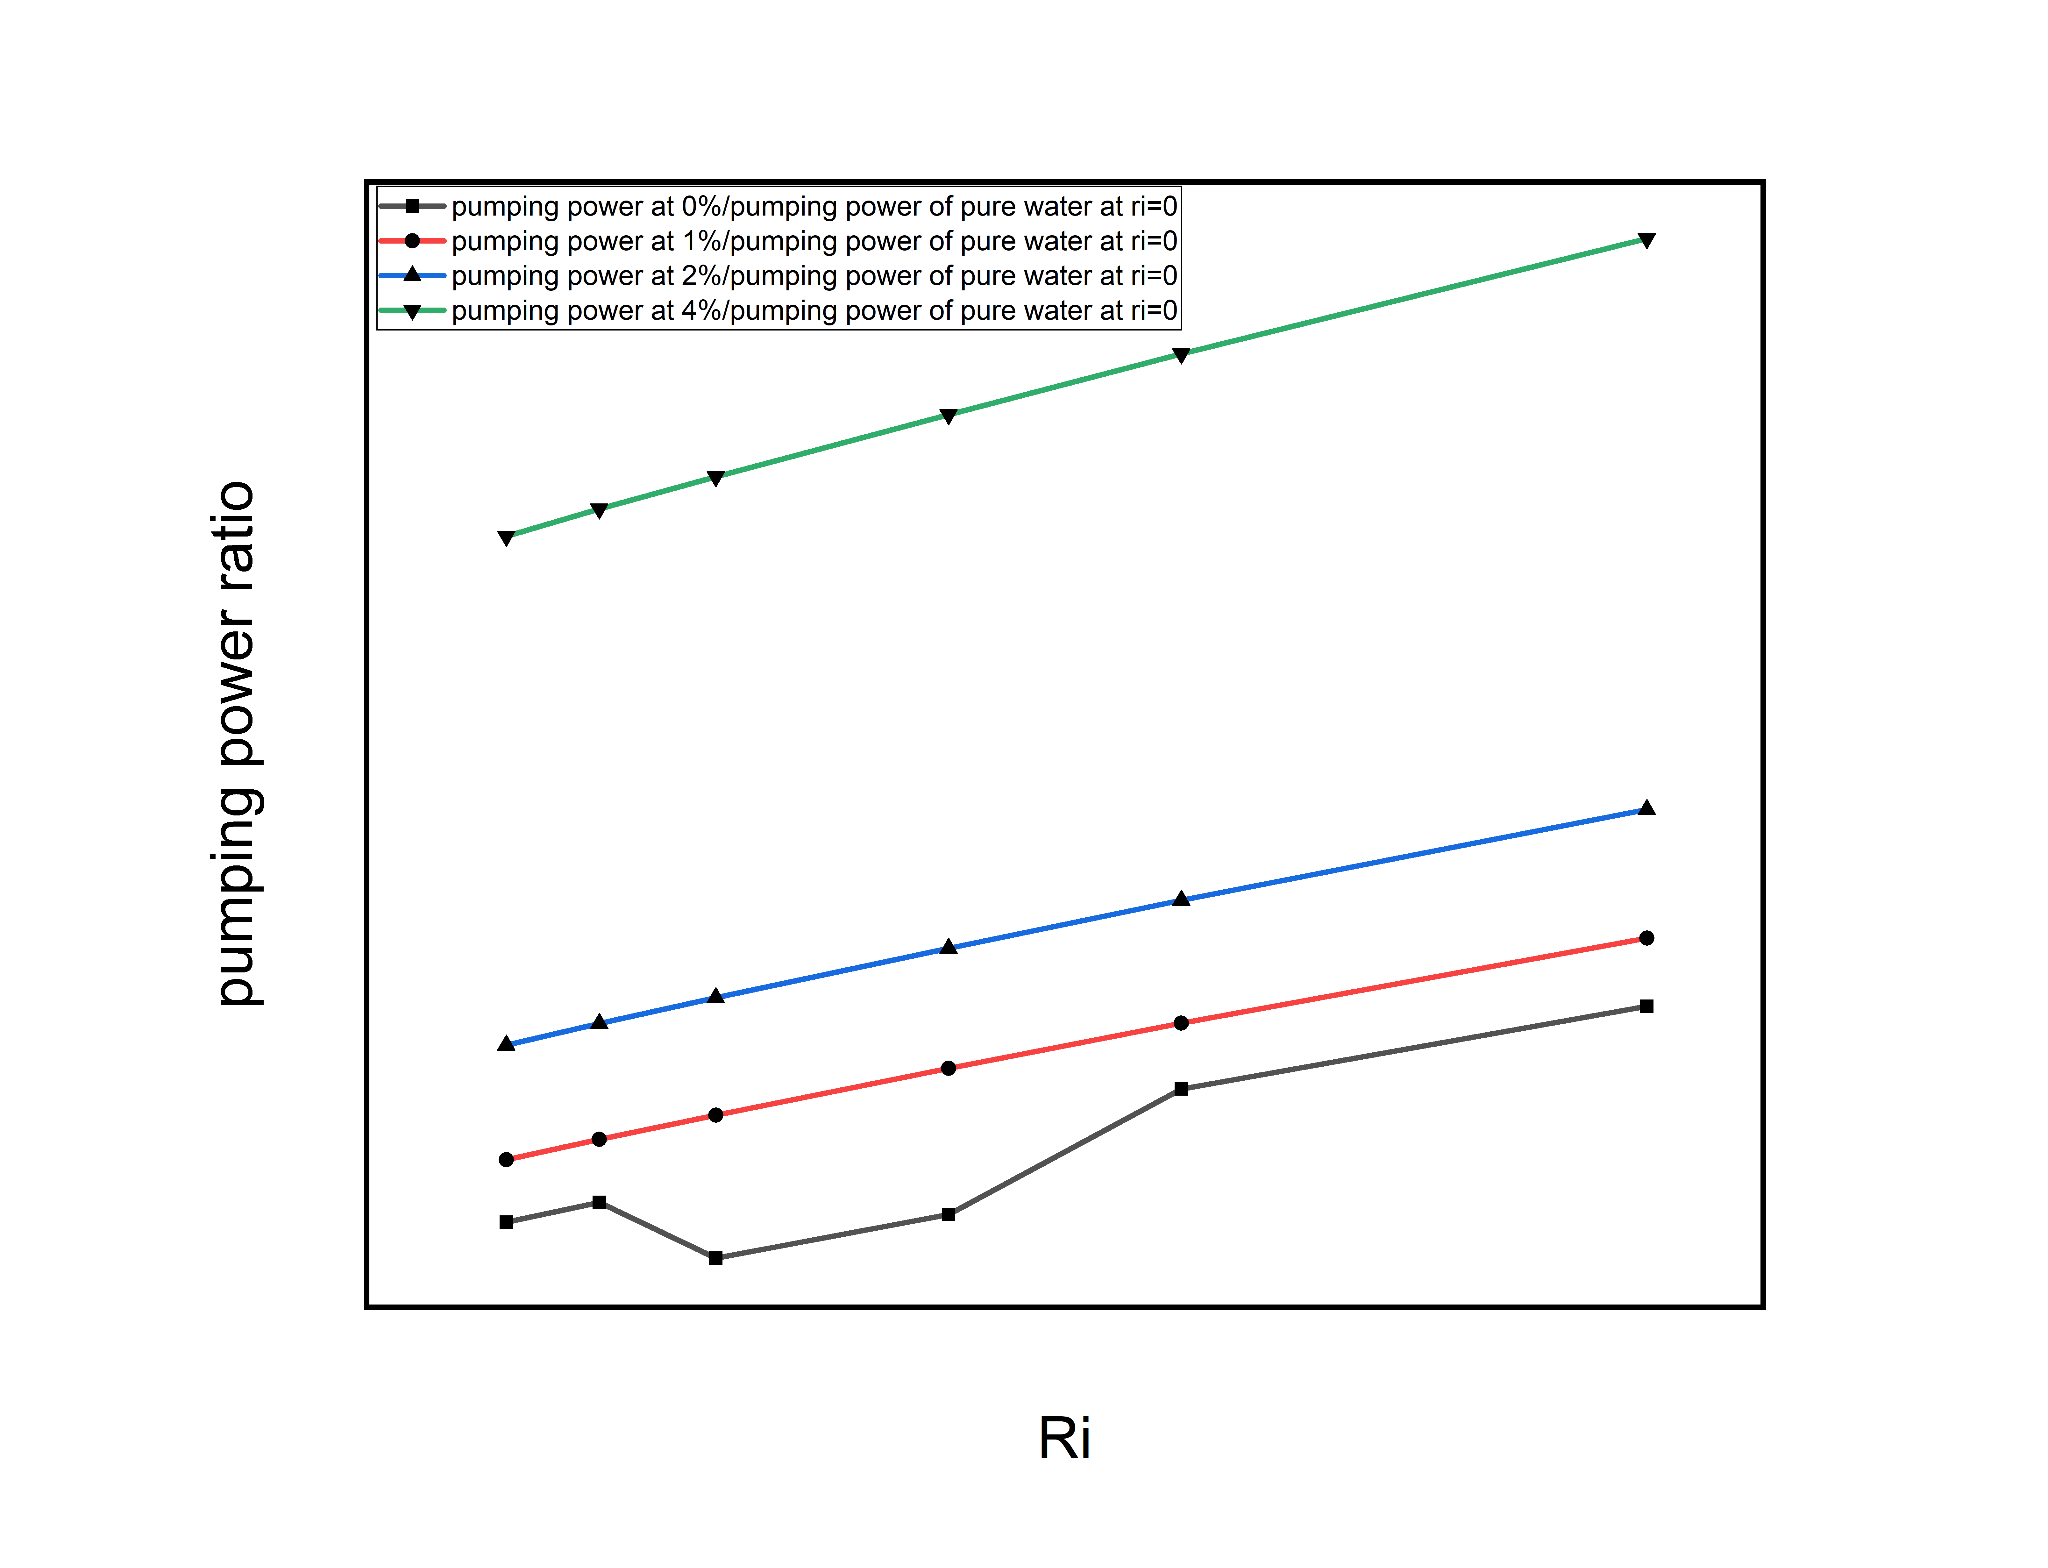 pumping power at 0%/pumping power of pure water at ri=0
pumping power at 1%/pumping power of pure water at ri=0
pumping power at 2%/pumping power of pure water at ri=0
pumping power at 4%/pumping power of pure water at ri=0
pumping power ratio
Ri